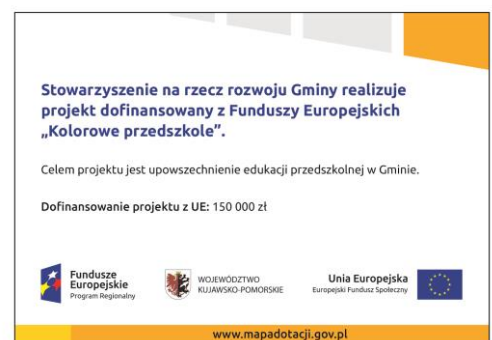 Stowarzyszenie na rzecz rozwoju Gminy realizuje
projekt dofinansowany z Funduszy Europejskich
„Kolorowe przedszkole”.
Celem projektu jest upowszechnienie edukacji przedszkolnej w Gminie.
Dofinansowanie projektu z UE: 150 000 zł
Fundusze
Europejskie
Program Regionalny
WOJEWÓDZTWO
KUJAWSKO-POMORSKIE
Unia Europejska
Europejski Fundusz Społeczny
www.mapadotacji.gov.pl